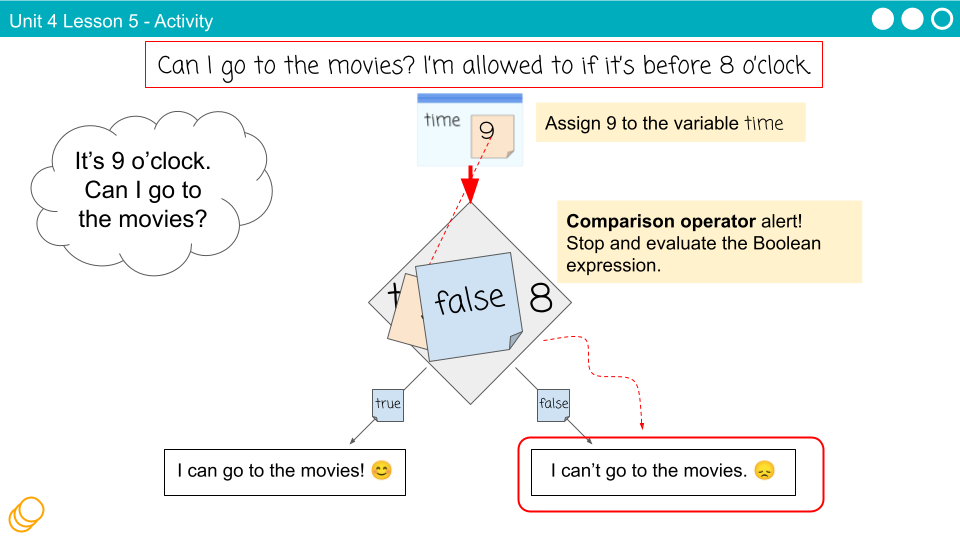 Unit 4 Lesson 5 - Activity
Can I go to the movies? I'm allowed to if it's before 8 o'clock.
time
9
Assign 9 to the variable time
It's 9 o'clock.
Can I go to
the movies?
Comparison operator alert!
Stop and evaluate the Boolean
expression.
false
8
true
false
I can go to the movies! 😊
I can't go to the movies. 😞